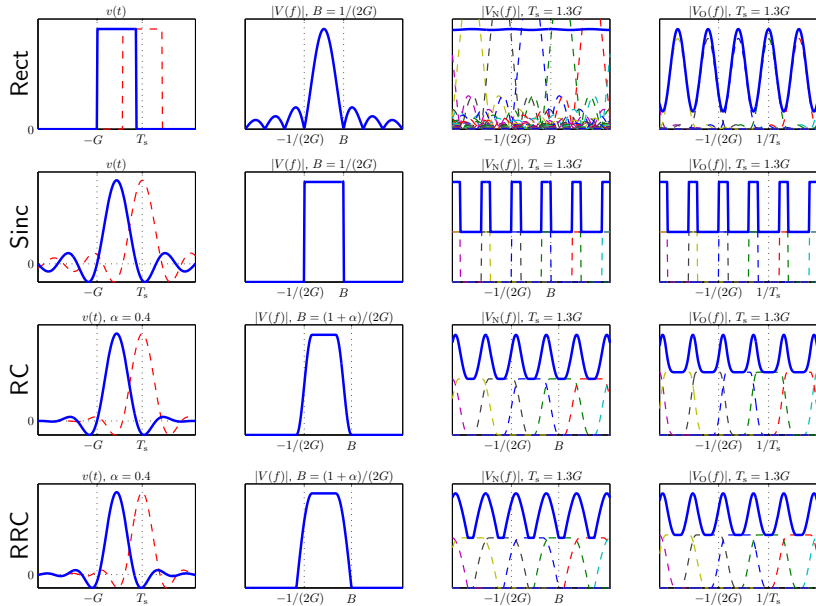 v(t)
|V(f)|, B = 1/(2G)
|V_N(f)|, T_s = 1.3G
|V_O(f)|, T_s = 1.3G
Rect
0
−G
T_s
−1/(2G)
B
−1/(2G)
B
−1/(2G)
1/T_s
v(t)
|V(f)|, B = 1/(2G)
|V_N(f)|, T_s = 1.3G
|V_O(f)|, T_s = 1.3G
Sinc
0
−G
T_s
−1/(2G)
B
−1/(2G)
B
−1/(2G)
1/T_s
v(t), α = 0.4
|V(f)|, B = (1 + α)/(2G)
|V_N(f)|, T_s = 1.3G
|V_O(f)|, T_s = 1.3G
RC
0
−G
T_s
−1/(2G)
B
−1/(2G)
B
−1/(2G)
1/T_s
v(t), α = 0.4
|V(f)|, B = (1 + α)/(2G)
|V_N(f)|, T_s = 1.3G
|V_O(f)|, T_s = 1.3G
RRC
0
−G
T_s
−1/(2G)
B
−1/(2G)
B
−1/(2G)
1/T_s